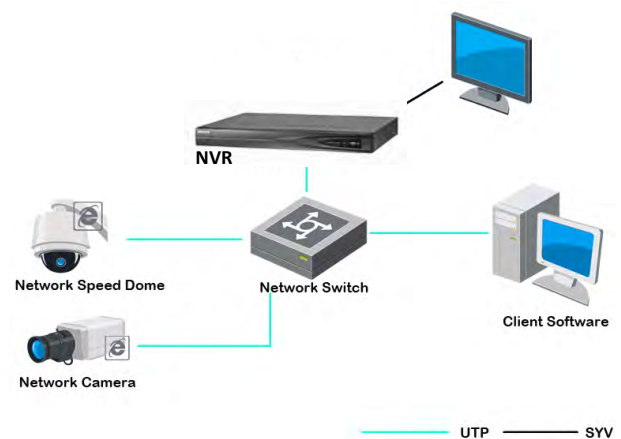 NVR
Network Speed Dome
Network Switch
Client Software
Network Camera
UTP
SYV